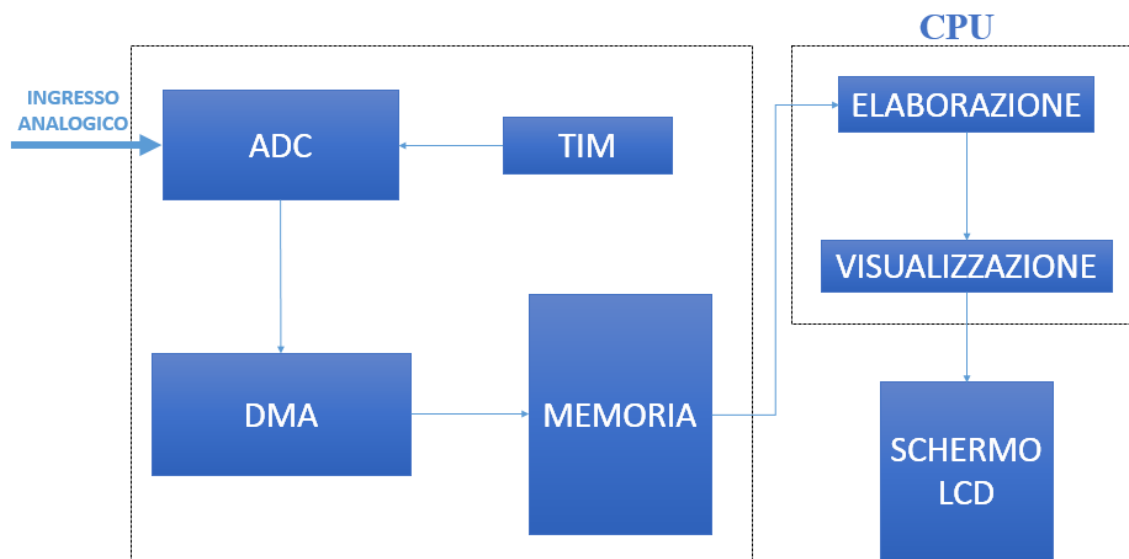 CPU
INGRESSO
ANALOGICO
ADC
TIM
ELABORAZIONE
VISUALIZZAZIONE
DMA
MEMORIA
SCHERMO
LCD